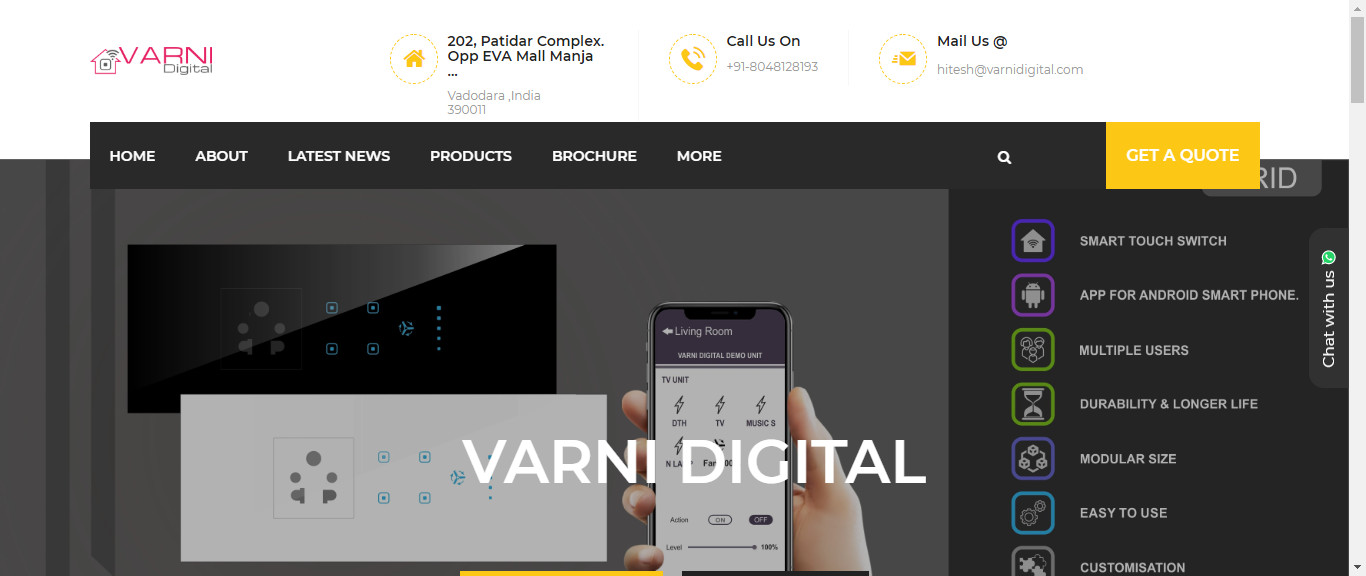 VARNI
Digital
202, Patidar Complex.
Opp EVA Mall Manja
...
Vadodara ,India
390011
Call Us On
+91-8048128193
Mail Us @
hitesh@varnidigital.com
HOME
ABOUT
LATEST NEWS
PRODUCTS
BROCHURE
MORE
GET A QUOTE
RID
SMART TOUCH SWITCH
APP FOR ANDROID SMART PHONE.
MULTIPLE USERS
DURABILITY & LONGER LIFE
MODULAR SIZE
EASY TO USE
CUSTOMISATION
Chat with us
Living Room
VARNI DIGITAL DEMO UNIT
TV UNIT
DTH
TV
MUSIC S
VARNI DIGITAL
Action
ON
OFF
Level
100%